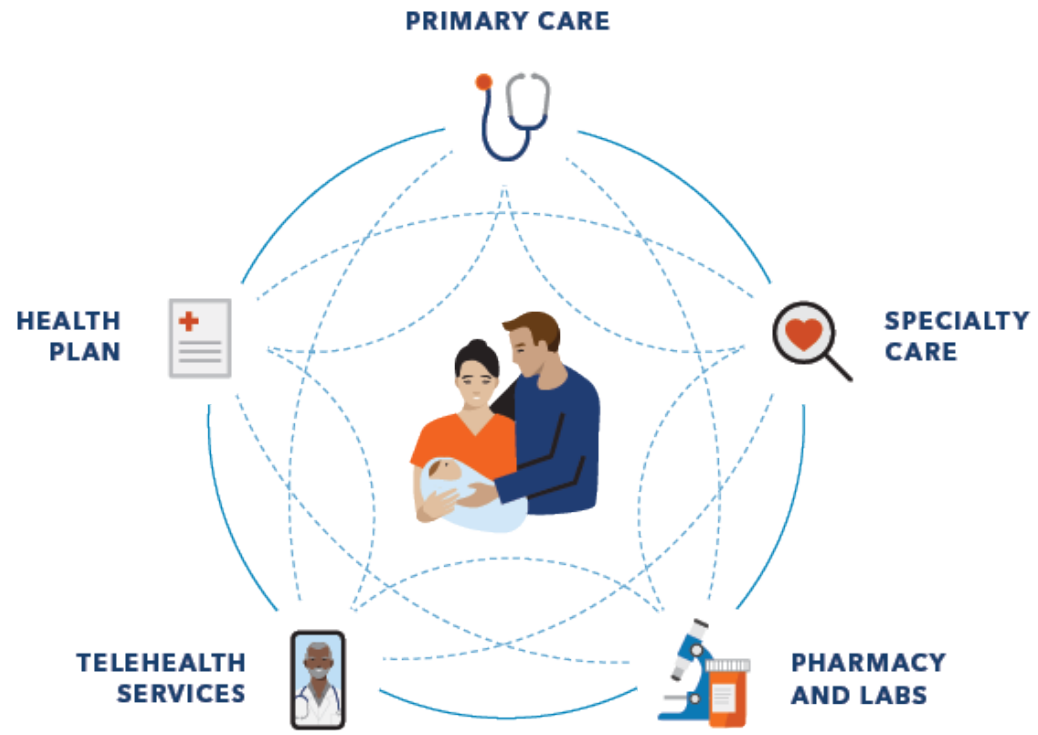 PRIMARY CARE
HEALTH
PLAN
SPECIALTY
CARE
TELEHEALTH
SERVICES
PHARMACY
AND LABS